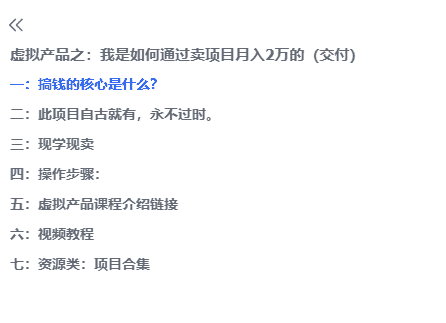 虚拟产品之：我是如何通过卖项目月入2万的（交付）
一：搞钱的核心是什么？
二：此项目自古就有，永不过时。
三：现学现卖
四：操作步骤：
五：虚拟产品课程介绍链接
六：视频教程
七：资源类：项目合集